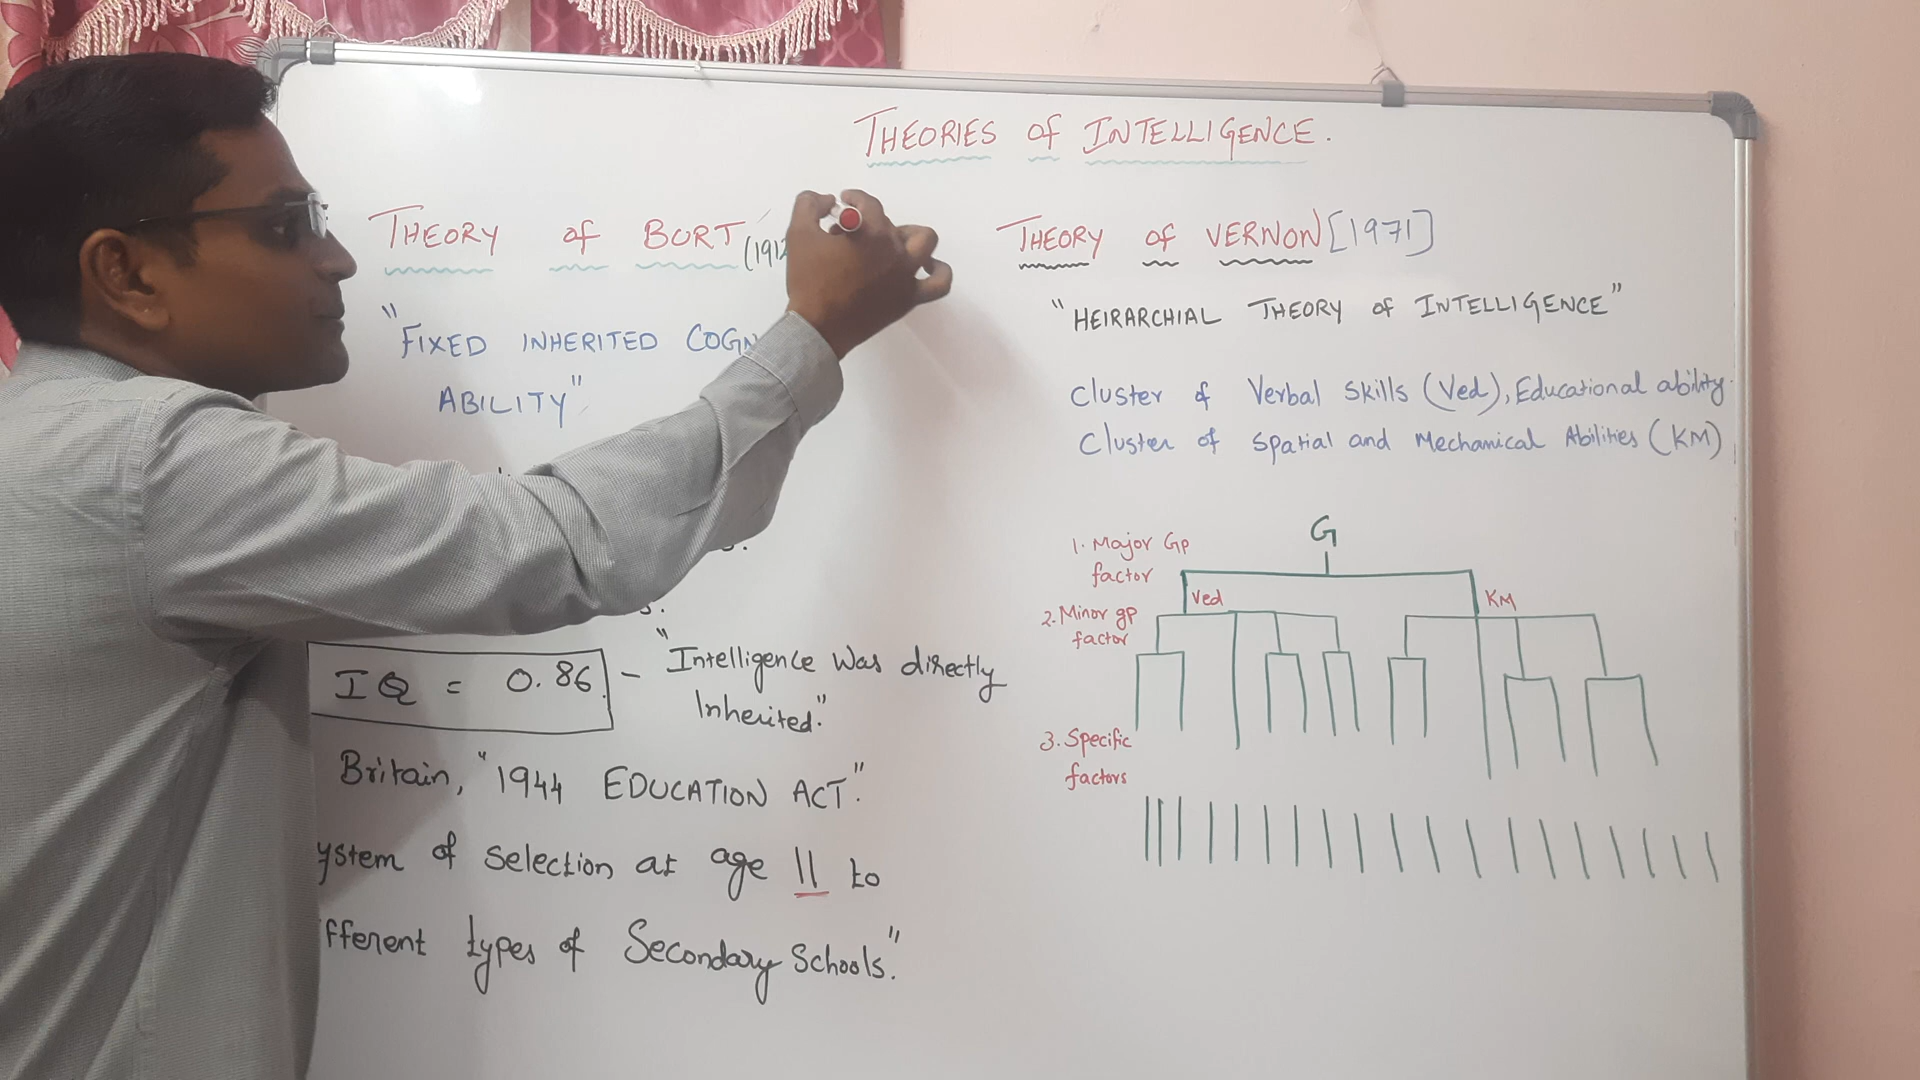 THEORIES of INTELLIGENCE.
THEORY of BURT (1912
"FIXED INHERITED
ABILITY"
IQ = 0.86. - "Intelligence was directly
Inherited."
Britain, "1944 EDUCATION ACT".
ystem of selection at age 11 to
ifferent types of Secondary Schools."
THEORY of VERNON [1971]
"HEIRARCHIAL THEORY of INTELLIGENCE"
Cluster of Verbal Skills (Ved), Educational ability.
Cluster of Spatial and Mechanical Abilities (KM)
G
1. Major Gp
factor
Ved KM
2. Minor gp
factor
3. Specific
factors